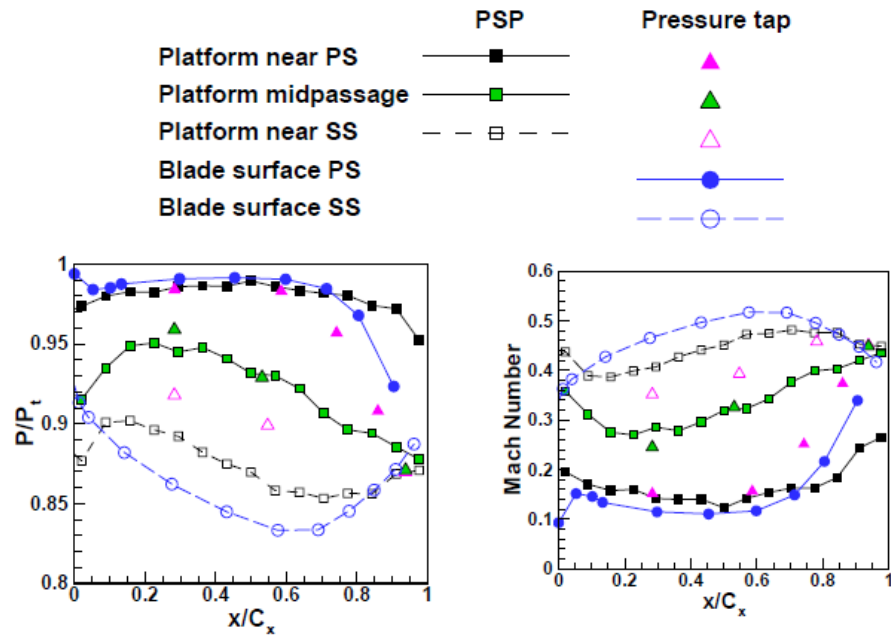 PSP Pressure tap
Platform near PS
Platform midpassage
Platform near SS
Blade surface PS
Blade surface SS
1
0.95
0.9
0.85
0.8
P/Pt
0 0.2 0.4 0.6 0.8 1
x/Cx
0.6
0.5
0.4
0.3
0.2
0.1
0
Mach Number
0 0.2 0.4 0.6 0.8 1
x/Cx